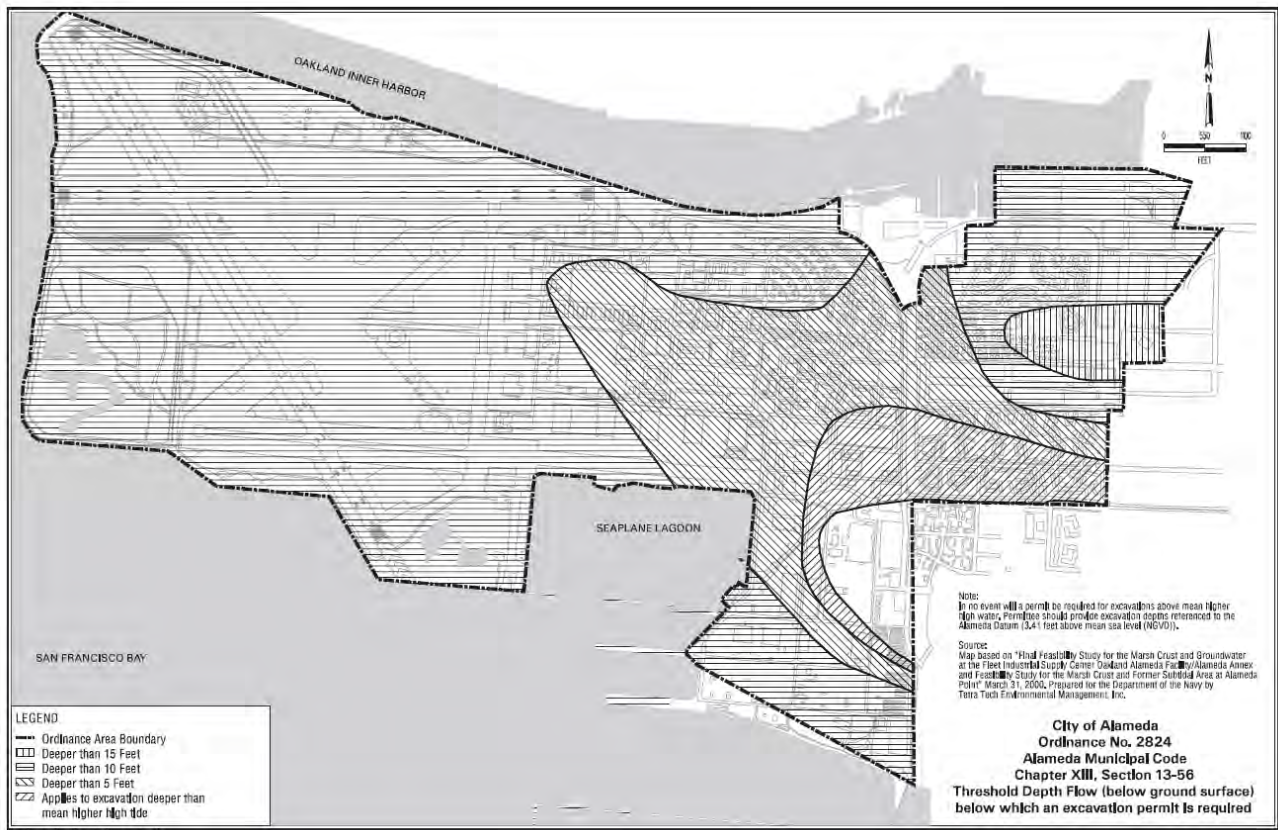 OAKLAND INNER HARBOR
N
0 550 1100
FEET
SEAPLANE LAGOON
SAN FRANCISCO BAY
Note:
In no event will a permit be required for excavations above mean higher
high water. Permittee should provide excavation depths referenced to the
Alameda Datum (3.41 feet above mean sea level (NGVD)).
Source:
Map based on "Final Feasibility Study for the Marsh Crust and Groundwater
at the Fleet Industrial Supply Center Oakland Alameda Facility/Alameda Annex
and Feasibility Study for the Marsh Crust and Former Subtidal Area at Alameda
Point" March 31, 2000. Prepared for the Department of the Navy by
Tetra Tech Environmental Management, Inc.
LEGEND
Ordinance Area Boundary
Deeper than 15 Feet
Deeper than 10 Feet
Deeper than 5 Feet
Applies to excavation deeper than
mean higher high tide
City of Alameda
Ordinance No. 2824
Alameda Municipal Code
Chapter XIII, Section 13-56
Threshold Depth Flow (below ground surface)
below which an excavation permit is required